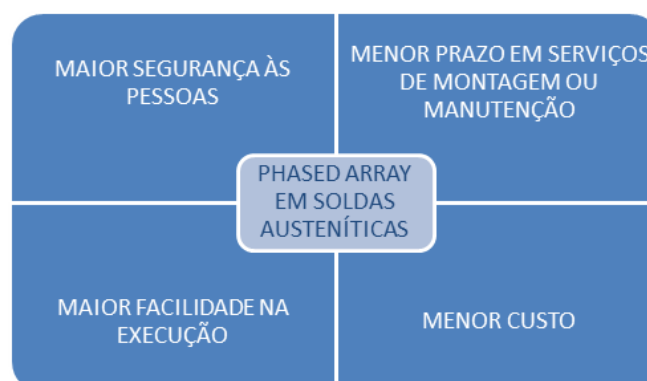 MAIOR SEGURANÇA ÀS
PESSOAS
MENOR PRAZO EM SERVIÇOS
DE MONTAGEM OU
MANUTENÇÃO
PHASED ARRAY
EM SOLDAS
AUSTENÍTICAS
MAIOR FACILIDADE NA
EXECUÇÃO
MENOR CUSTO